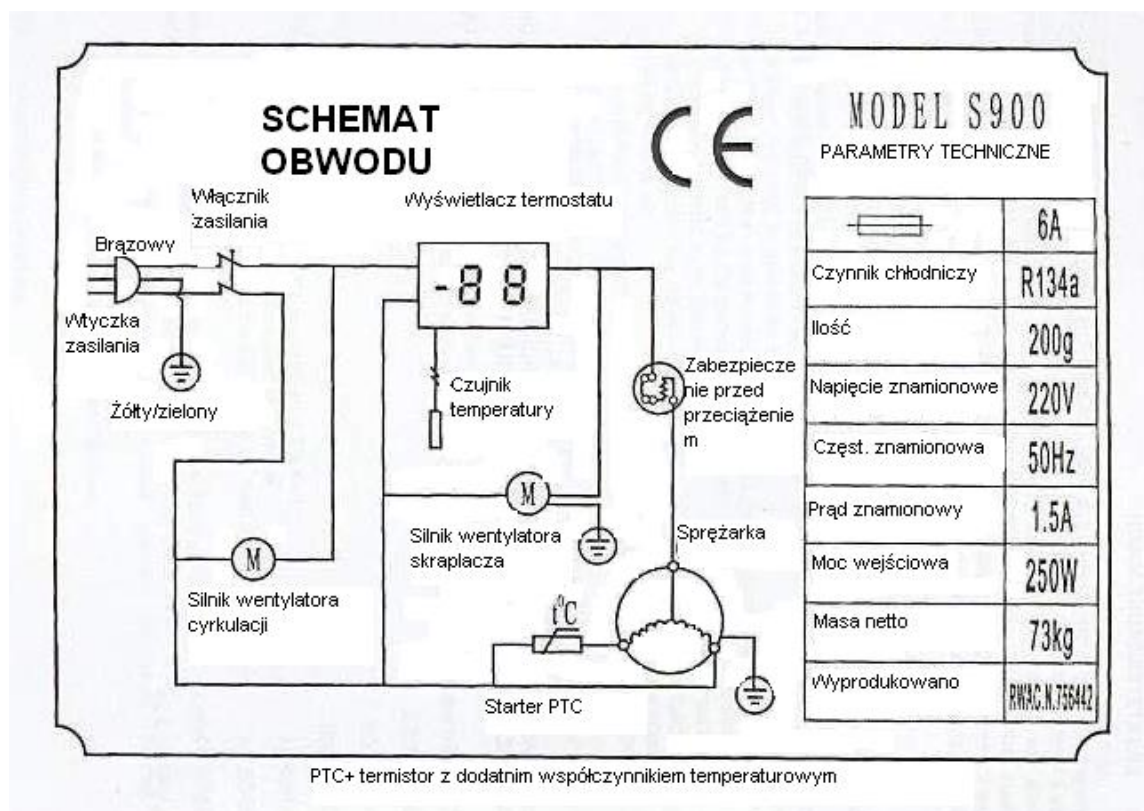 SCHEMAT
OBWODU
CE
MODEL S900
PARAMETRY TECHNICZNE
6A
Czynnik chłodniczy R134a
Ilość 200g
Napięcie znamionowe 220V
Częst. znamionowa 50Hz
Prąd znamionowy 1.5A
Moc wejściowa 250W
Masa netto 73kg
Wyprodukowano RWAC.N.756442
Włącznik
zasilania
Wyświetlacz termostatu
Brązowy
-88
Wtyczka
zasilania
Żółty/zielony
Czujnik
temperatury
Zabezpiecze
nie przed
przeciążenie
m
M
Silnik wentylatora
skraplacza
Sprężarka
M
Silnik wentylatora
cyrkulacji
t°C
Starter PTC
PTC+ termistor z dodatnim współczynnikiem temperaturowym